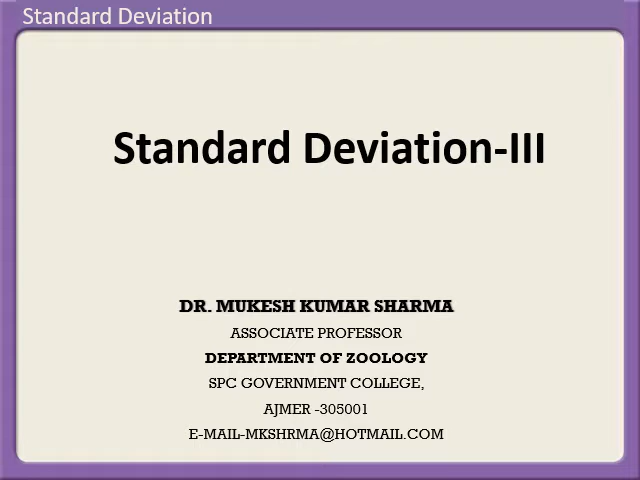 Standard Deviation
Standard Deviation-III
DR. MUKESH KUMAR SHARMA
ASSOCIATE PROFESSOR
DEPARTMENT OF ZOOLOGY
SPC GOVERNMENT COLLEGE,
AJMER -305001
E-MAIL-MKSHRMA@HOTMAIL.COM